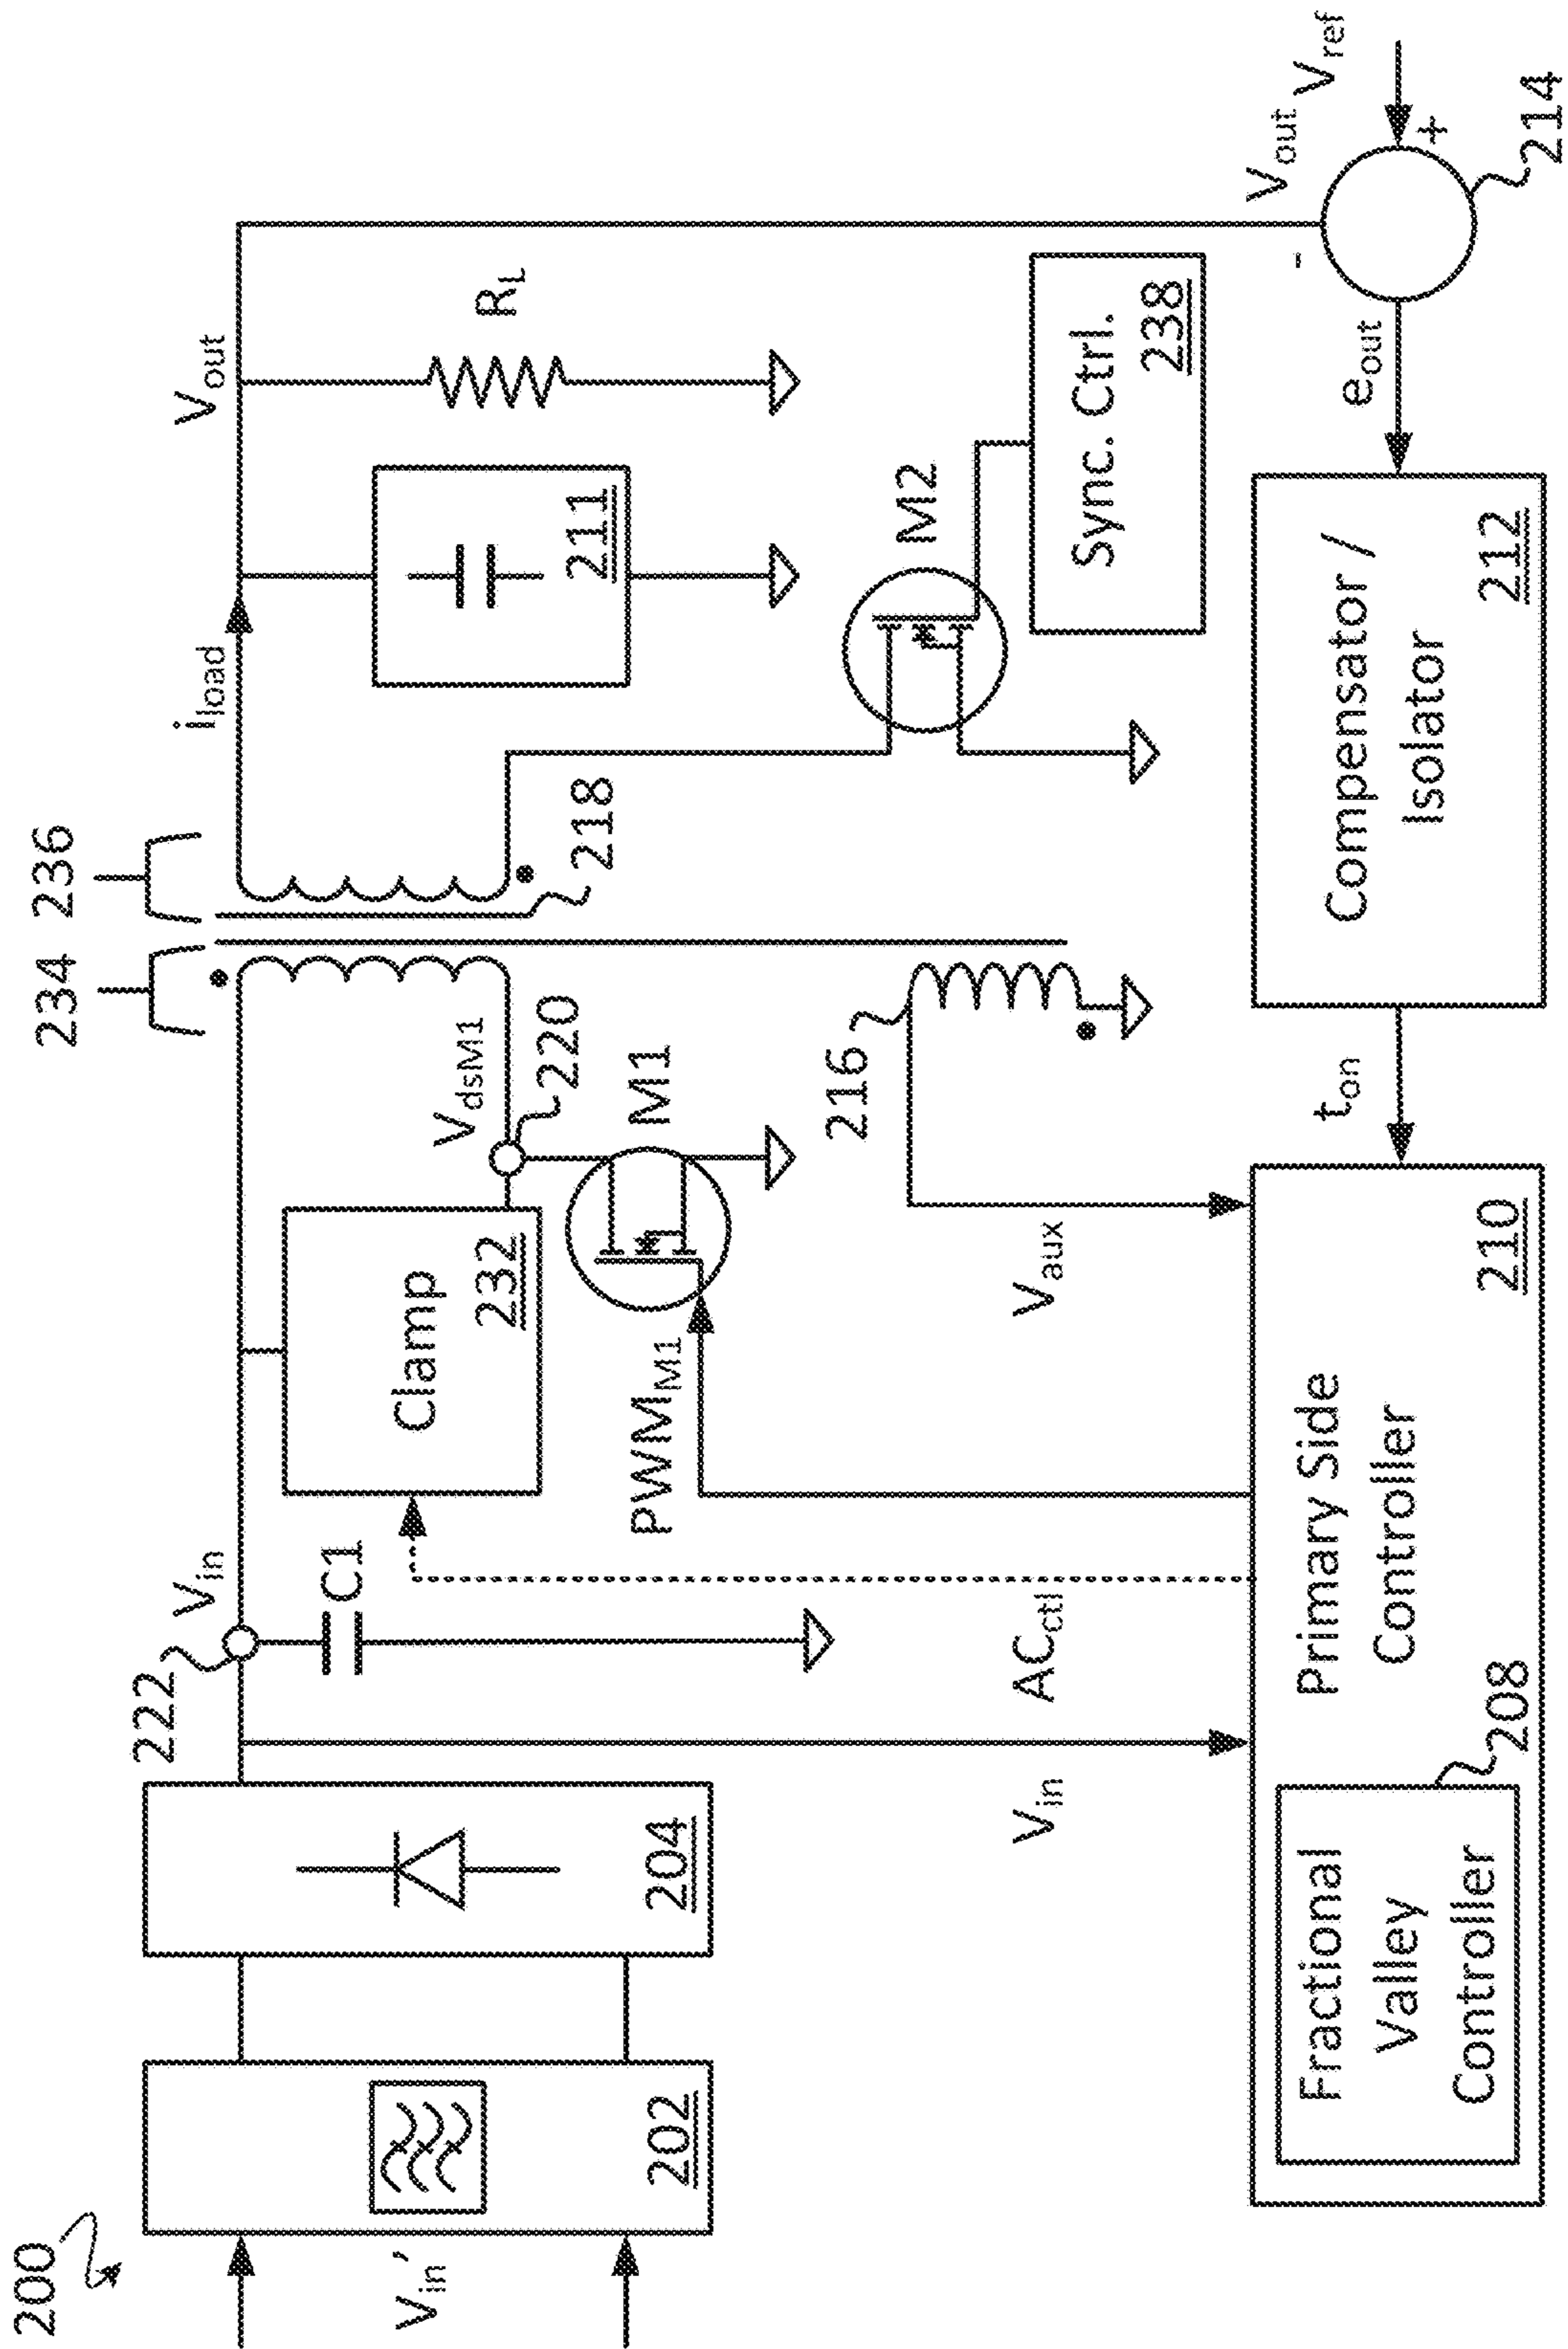 200
V_in'
202
204
222
V_in
C1
Clamp
232
V_dsM1
220
M1
PWM_M1
234
236
218
i_load
V_out
211
R_L
M2
Sync. Ctrl.
238
216
V_aux
AC_ctl
V_in
Fractional
Valley
Controller
208
Primary Side
Controller
210
t_on
Compensator /
Isolator
212
e_out
-
V_out
V_ref
+
214